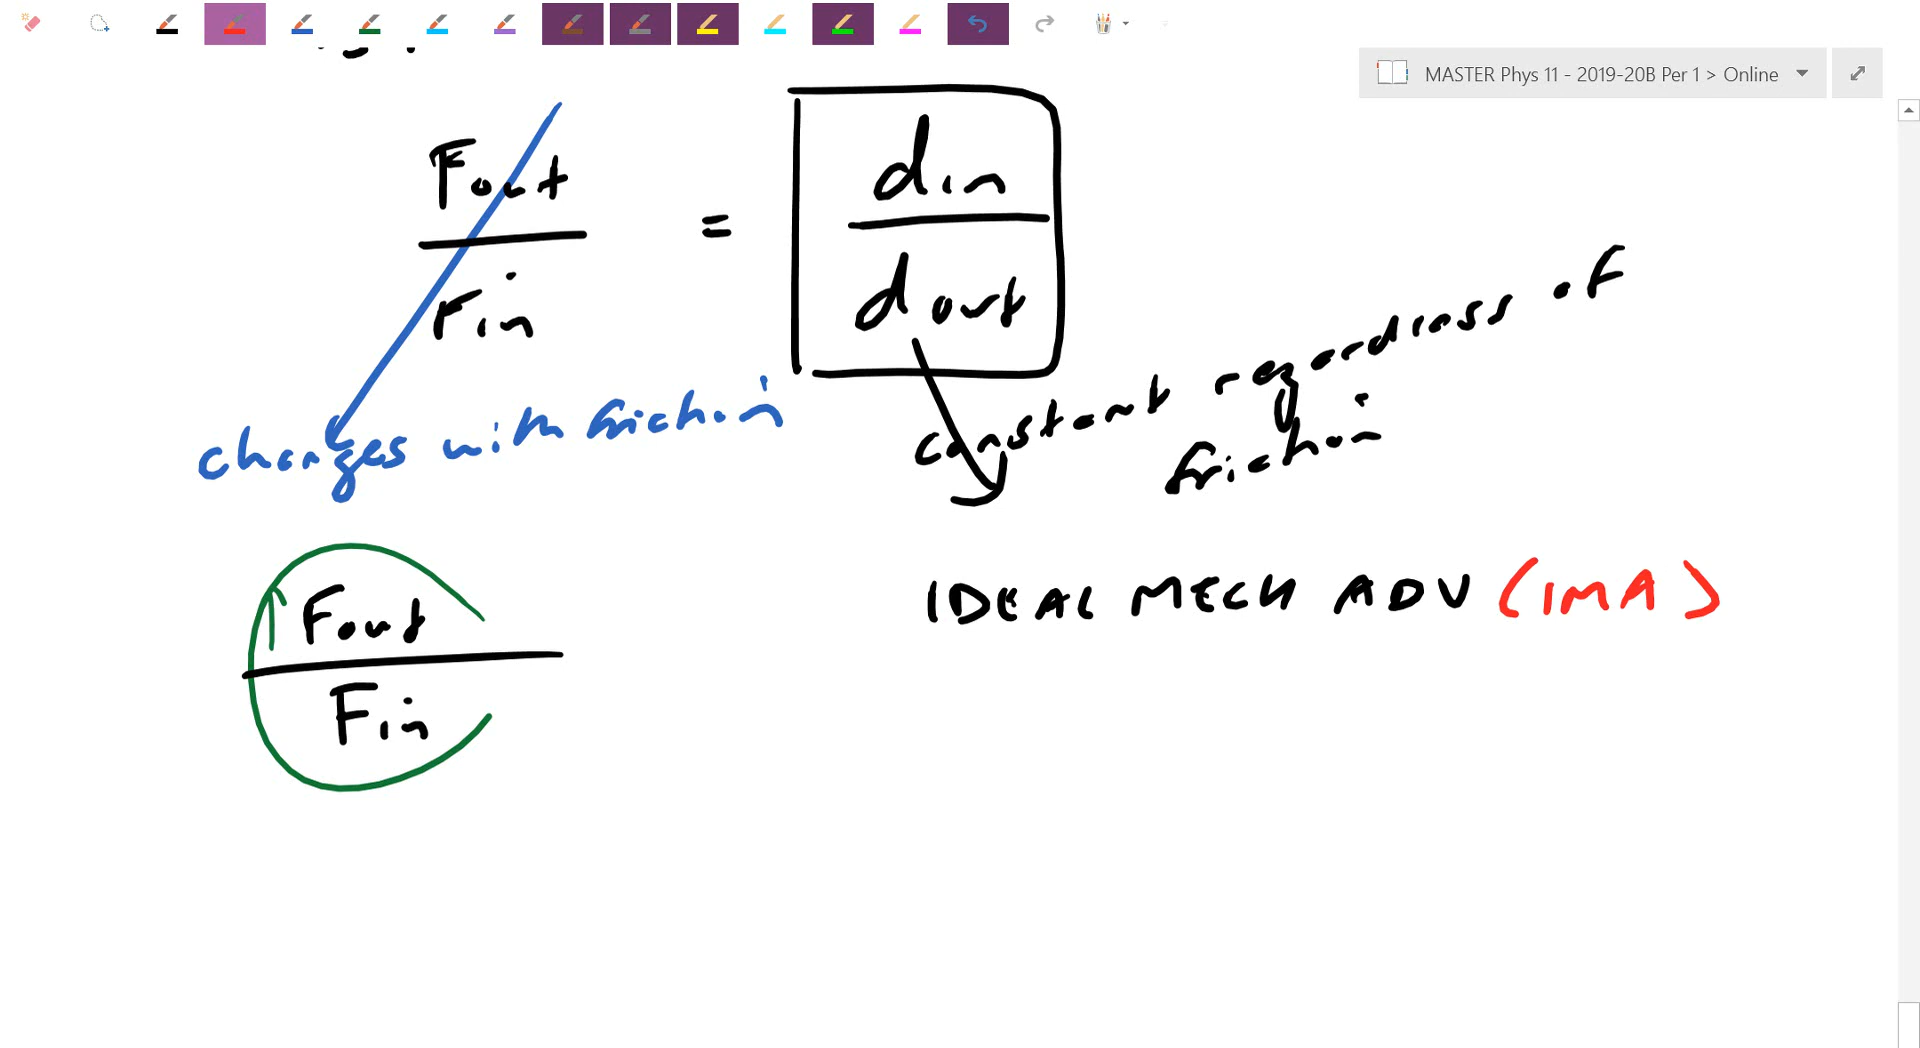 MASTER Phys 11 - 2019-20B Per 1 > Online
Fout
Fin
=
din
dout
changes with friction
constant regardless of
friction
Fout
Fin
IDEAL MECH ADV (IMA)